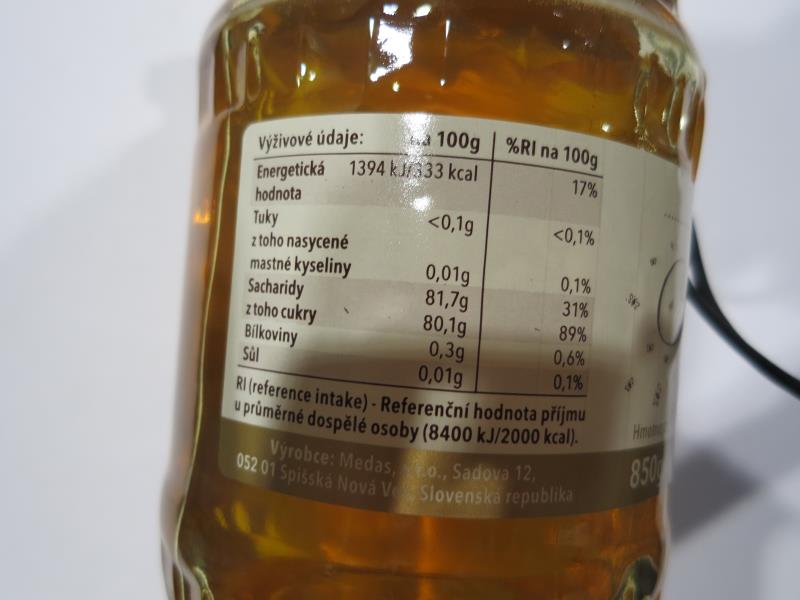 Výživové údaje: na 100g %RI na 100g
Energetická hodnota 1394 kJ/333 kcal 17%
Tuky <0,1g <0,1%
z toho nasycené
mastné kyseliny 0,01g 0,1%
Sacharidy 81,7g 31%
z toho cukry 80,1g 89%
Bílkoviny 0,3g 0,6%
Sůl 0,01g 0,1%
RI (reference intake) - Referenční hodnota příjmu
u průměrné dospělé osoby (8400 kJ/2000 kcal).
Výrobce: Medas, Sadova 12,
052 01 Spišská Nová Slovenská republika
850g